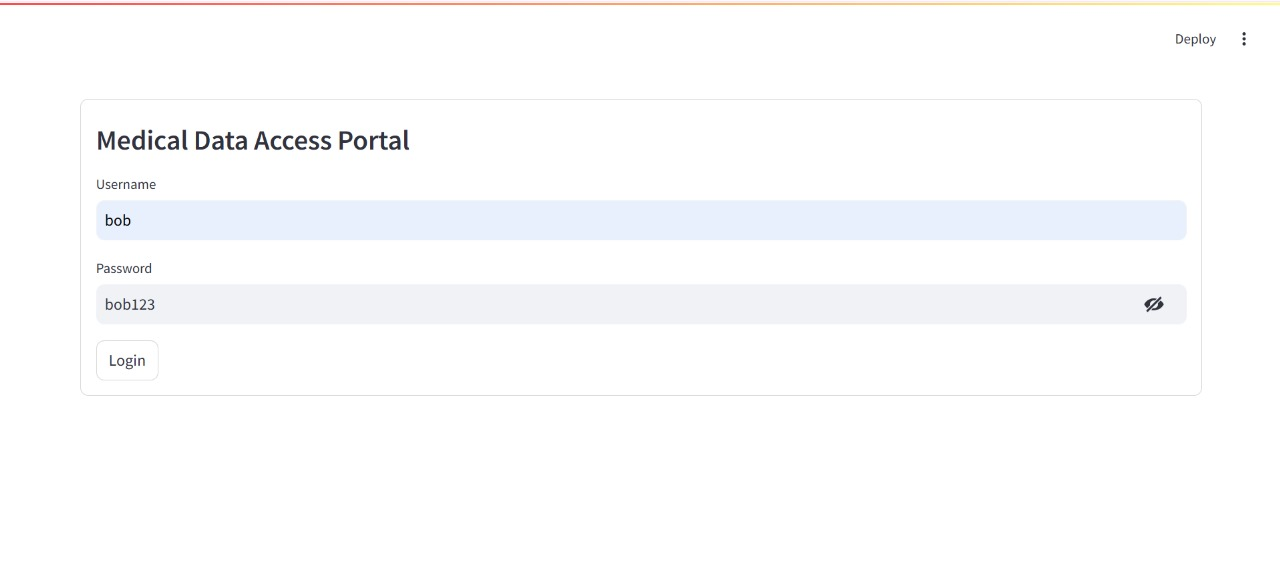 Deploy
Medical Data Access Portal
Username
bob
Password
bob123
Login